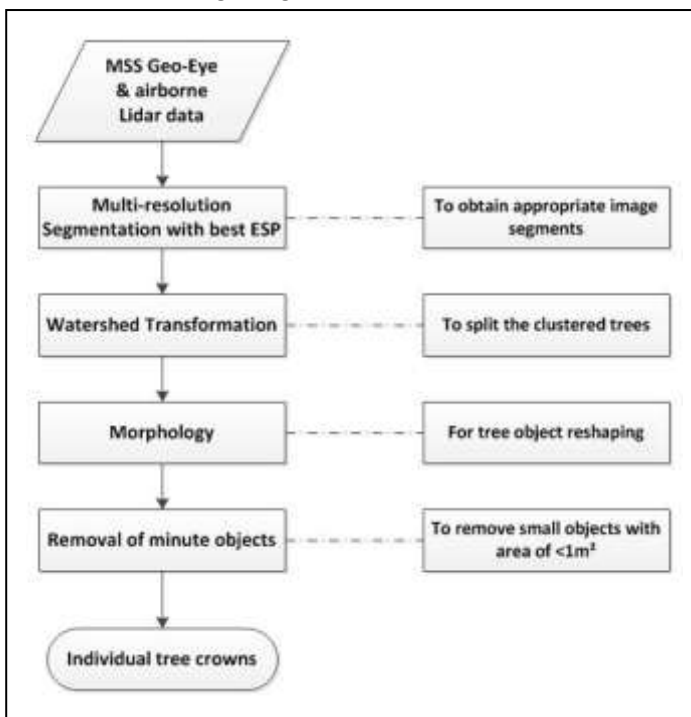 MSS Geo-Eye
& airborne
Lidar data
Multi-resolution
Segmentation with best ESP
To obtain appropriate image
segments
Watershed Transformation
To split the clustered trees
Morphology
For tree object reshaping
Removal of minute objects
To remove small objects with
area of <1m²
Individual tree crowns